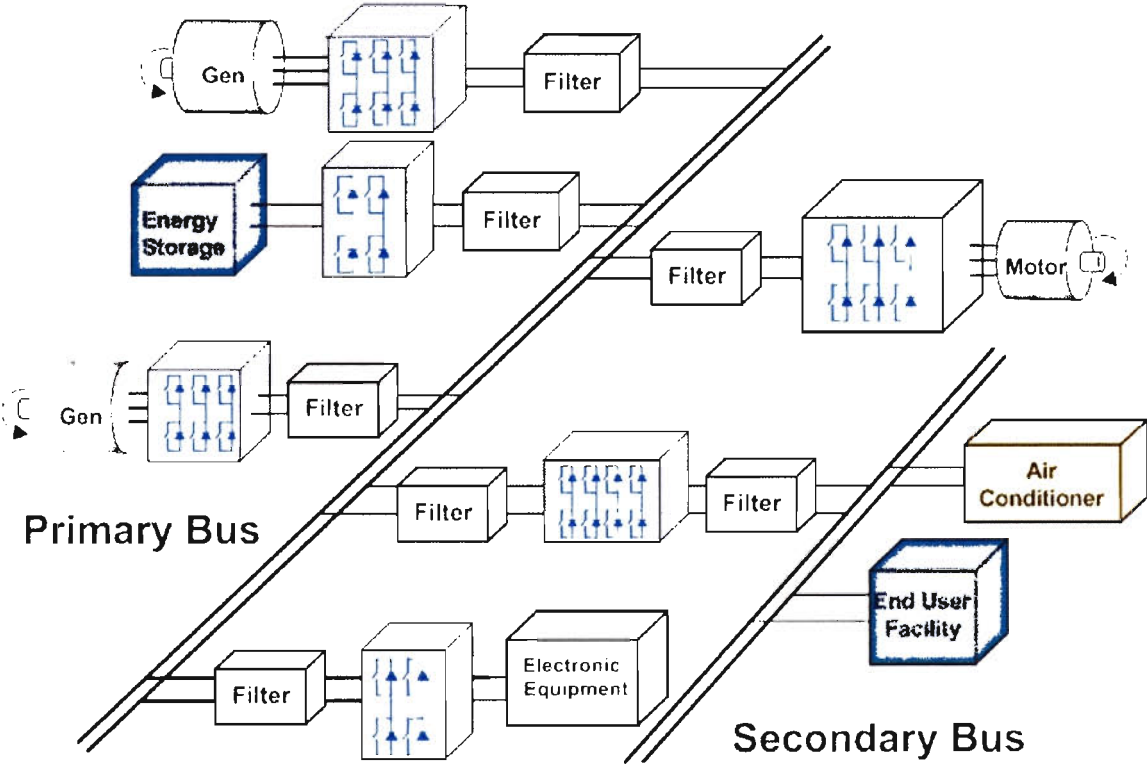 Gen
Filter
Energy
Storage
Filter
Filter
Motor
Gen
Filter
Primary Bus
Filter
Filter
Air
Conditioner
End User
Facility
Filter
Electronic
Equipment
Secondary Bus